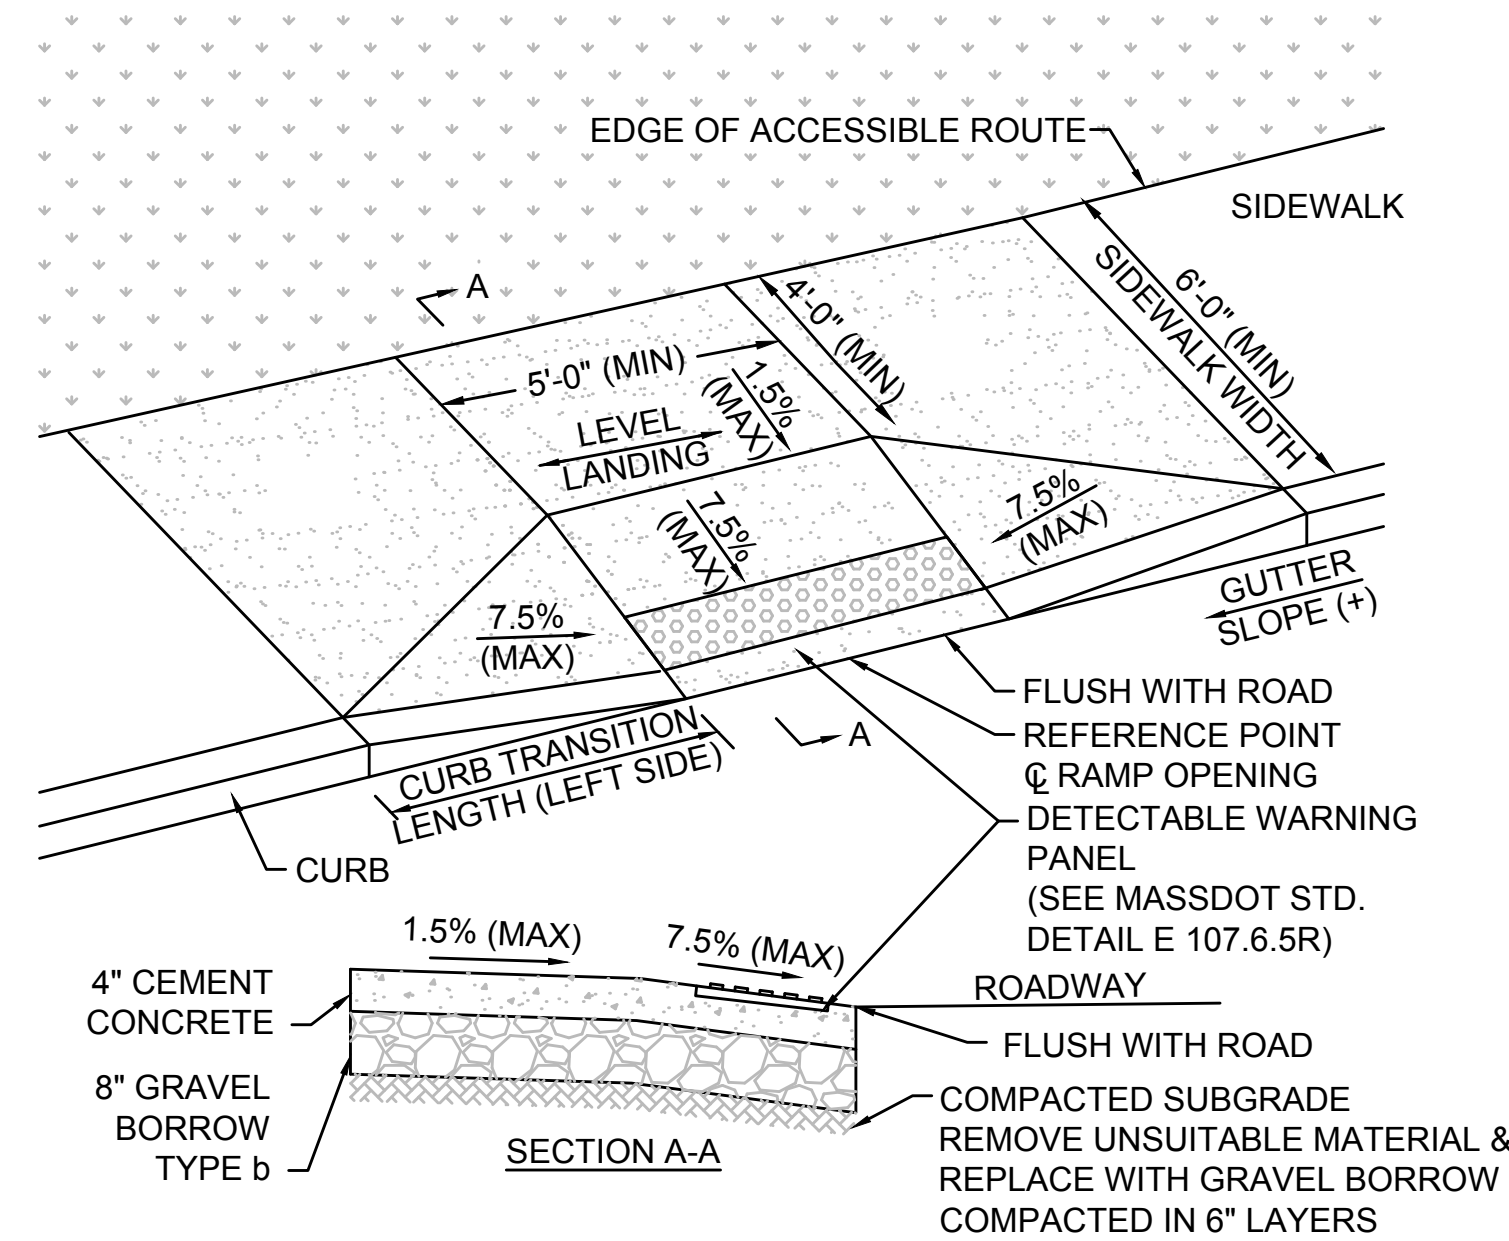 EDGE OF ACCESSIBLE ROUTE
SIDEWALK
A
6'-0" (MIN)
SIDEWALK WIDTH
4'-0" (MIN)
5'-0" (MIN)
1.5%
(MAX)
LEVEL
LANDING
7.5%
(MAX)
7.5%
(MAX)
7.5%
(MAX)
GUTTER
SLOPE (+)
FLUSH WITH ROAD
REFERENCE POINT
℄ RAMP OPENING
A
CURB TRANSITION
LENGTH (LEFT SIDE)
DETECTABLE WARNING
PANEL
(SEE MASSDOT STD.
DETAIL E 107.6.5R)
CURB
1.5% (MAX)
7.5% (MAX)
4" CEMENT
CONCRETE
ROADWAY
FLUSH WITH ROAD
8" GRAVEL
BORROW
TYPE b
COMPACTED SUBGRADE
REMOVE UNSUITABLE MATERIAL &
REPLACE WITH GRAVEL BORROW
COMPACTED IN 6" LAYERS
SECTION A-A